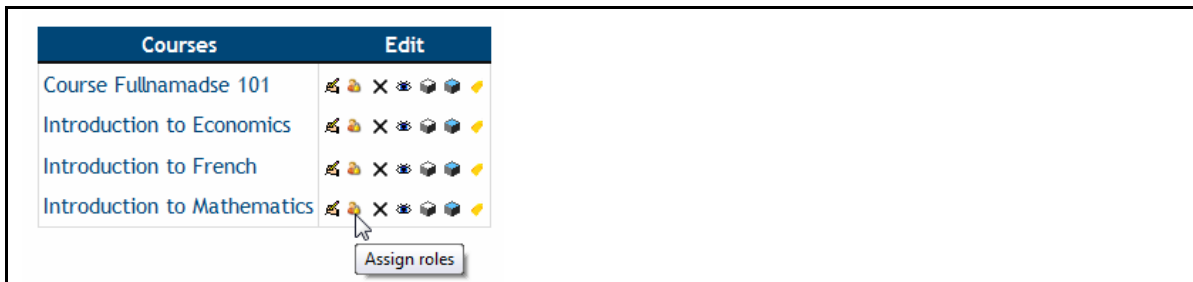 Courses Edit
Course Fullnamadse 101
Introduction to Economics
Introduction to French
Introduction to Mathematics
Assign roles